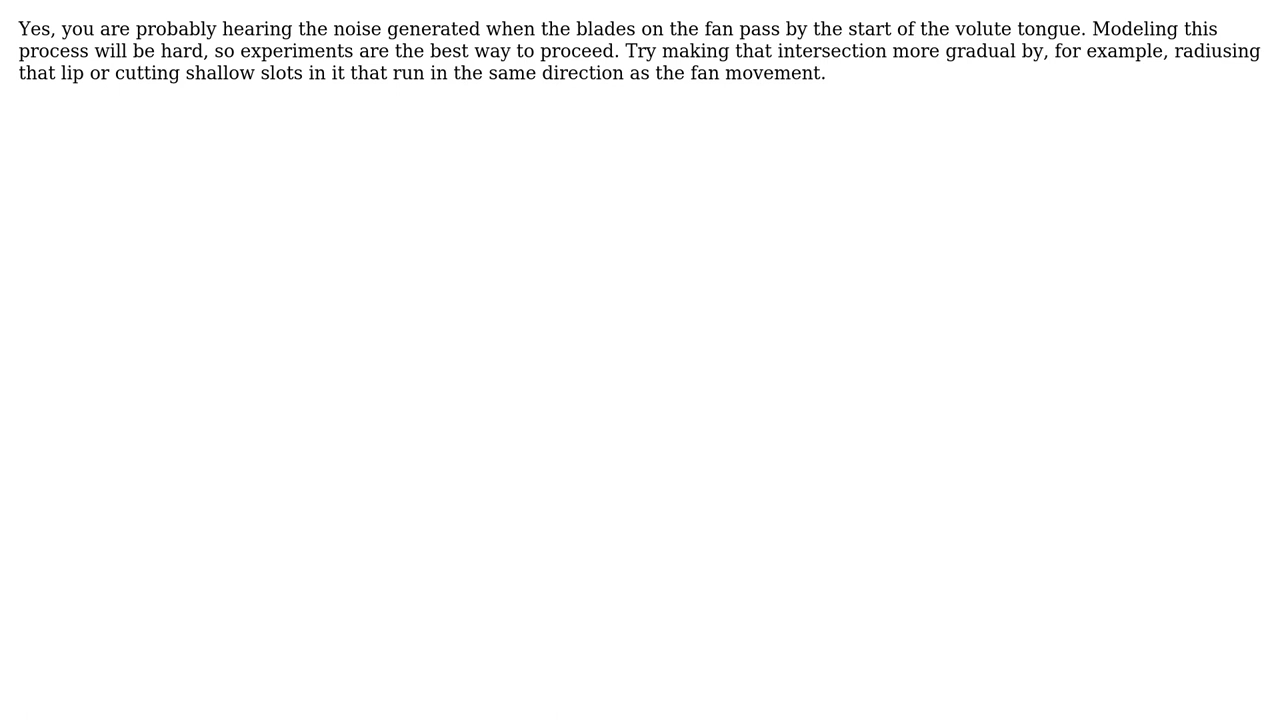 Yes, you are probably hearing the noise generated when the blades on the fan pass by the start of the volute tongue. Modeling this
process will be hard, so experiments are the best way to proceed. Try making that intersection more gradual by, for example, radiusing
that lip or cutting shallow slots in it that run in the same direction as the fan movement.